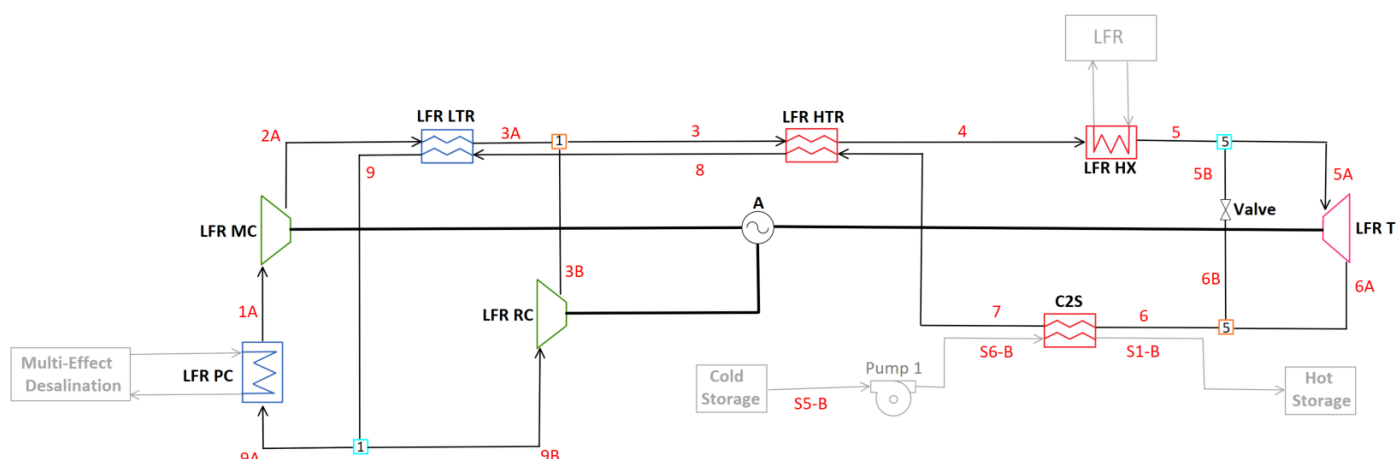 LFR
LFR LTR
LFR HTR
2A
3A
1
3
4
5
5
9
8
LFR HX
5B
5A
A
Valve
LFR MC
LFR T
3B
6B
6A
1A
LFR RC
C2S
7
6
5
Multi-Effect
Desalination
LFR PC
S6-B
S1-B
Cold
Storage
Pump 1
Hot
Storage
S5-B
1
9A
9B